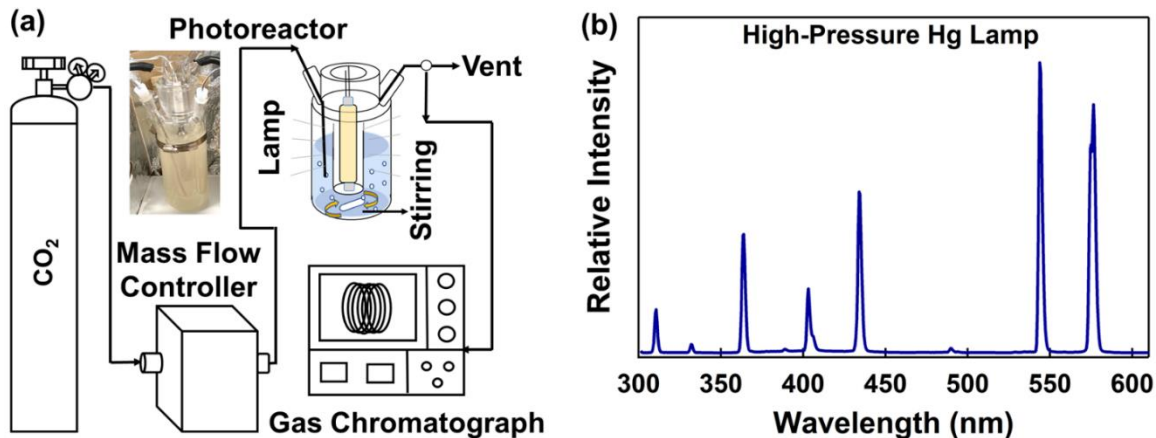 (a)
Photoreactor
Vent
Lamp
Stirring
CO₂
Mass Flow
Controller
Gas Chromatograph
(b)
High-Pressure Hg Lamp
Relative Intensity
300 350 400 450 500 550 600
Wavelength (nm)